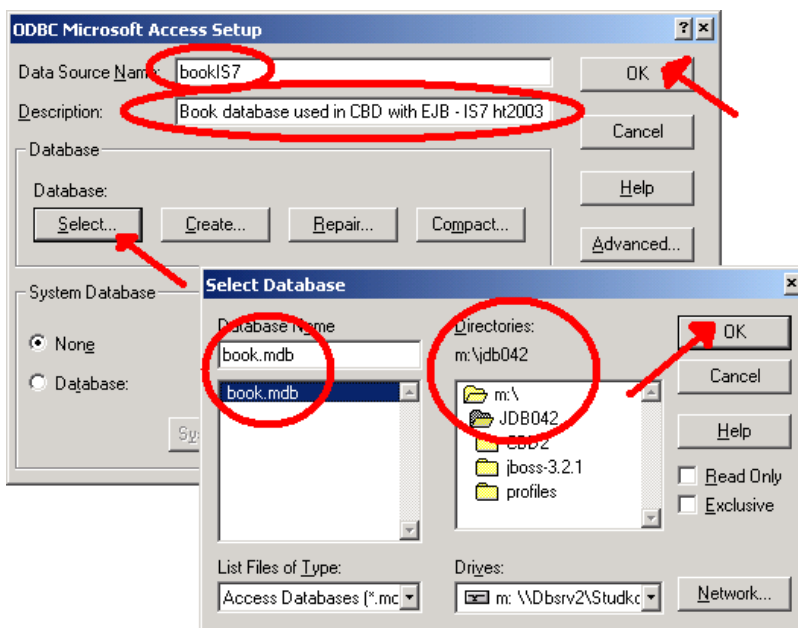 ODBC Microsoft Access Setup
Data Source Name: bookIS7
OK
Description: Book database used in CBD with EJB - IS7 ht2003
Cancel
Database
Database:
Help
Select... Create... Repair... Compact...
Advanced...
System Database
None
Database:
Select Database
Database Name
book.mdb
book.mdb
Directories:
m:\jdb042
m:\
JDB042
CBD2
jboss-3.2.1
profiles
OK
Cancel
Help
Read Only
Exclusive
List Files of Type:
Access Databases (*.mc
Drives:
m: \\Dbsrv2\Studkc
Network...